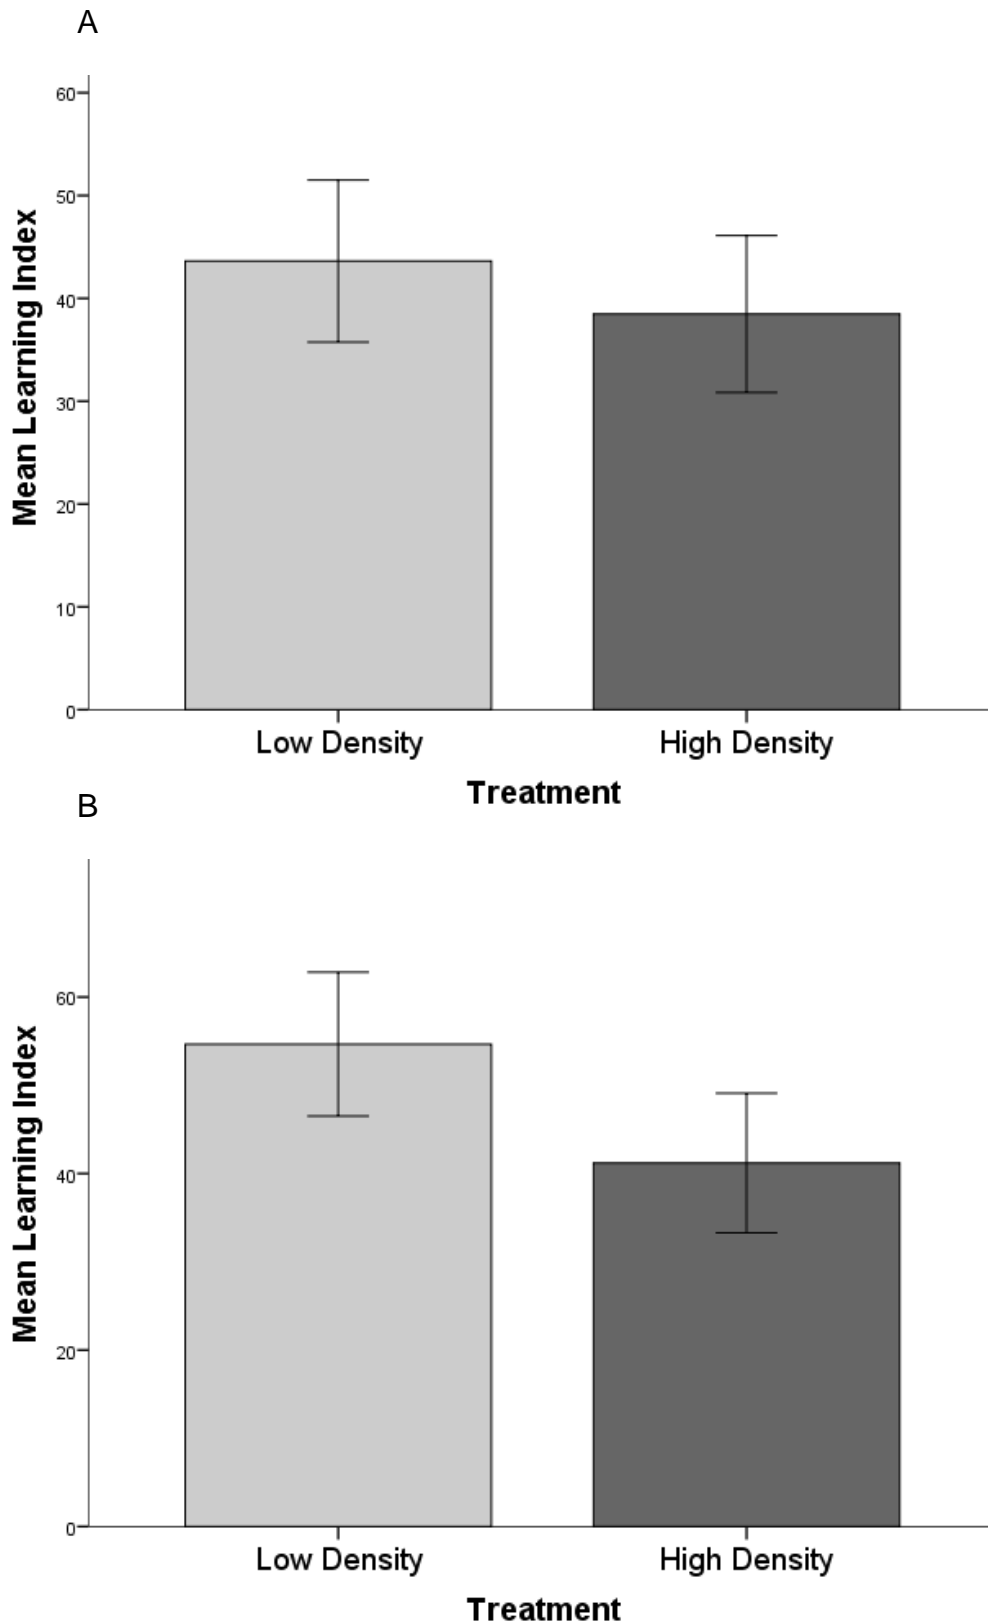 A
60
50
40
30
20
10
0
Mean Learning Index
Low Density High Density
Treatment
B
60
40
20
0
Mean Learning Index
Low Density High Density
Treatment